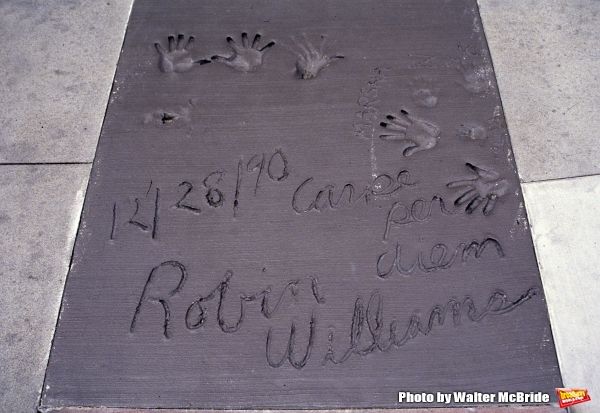 12/28/90
Carpe
per
diem
Robin
Williams
Photo by Walter McBride